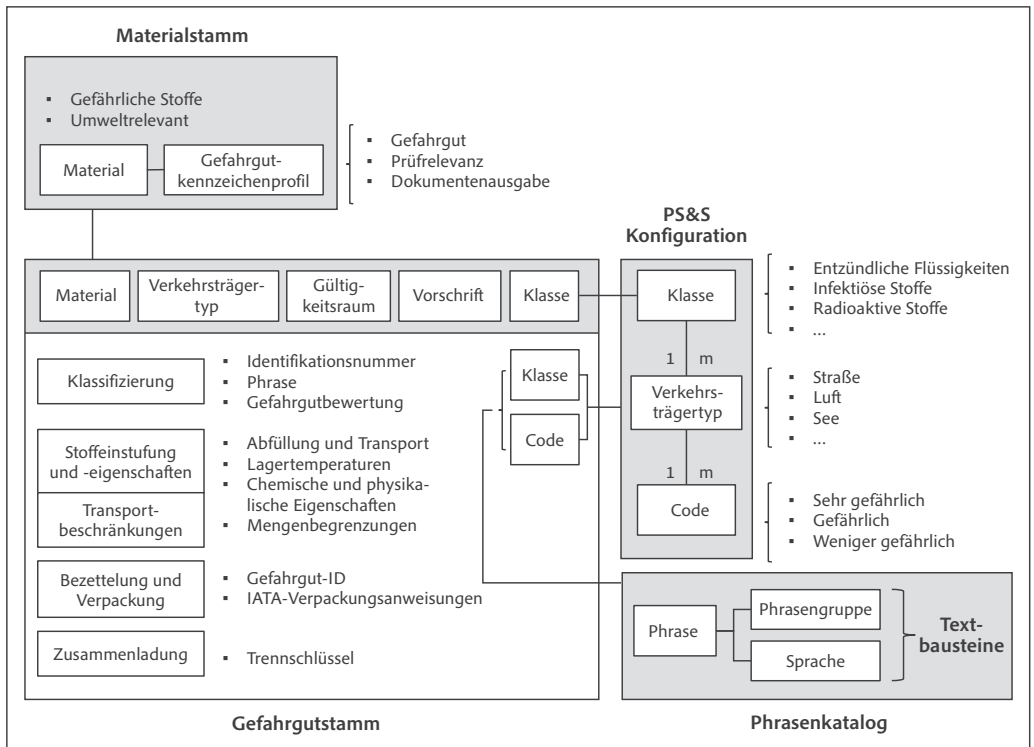 Materialstamm
▪ Gefährliche Stoffe
▪ Umweltrelevant
Material
Gefahrgut-
kennzeichenprofil
▪ Gefahrgut
▪ Prüfrelevanz
▪ Dokumentenausgabe
PS&S
Konfiguration
Material
Verkehrsträger-
typ
Gültig-
keitsraum
Vorschrift
Klasse
Klasse
▪ Entzündliche Flüssigkeiten
▪ Infektiöse Stoffe
▪ Radioaktive Stoffe
▪ ...
1 m
Klassifizierung
▪ Identifikationsnummer
▪ Phrase
▪ Gefahrgutbewertung
Klasse
Code
Verkehrs-
trägertyp
▪ Straße
▪ Luft
▪ See
▪ ...
Stoffeinstufung
und -eigenschaften
Transport-
beschränkungen
▪ Abfüllung und Transport
▪ Lagertemperaturen
▪ Chemische und physika-
lische Eigenschaften
▪ Mengenbegrenzungen
1 m
Code
▪ Sehr gefährlich
▪ Gefährlich
▪ Weniger gefährlich
Bezettelung und
Verpackung
▪ Gefahrgut-ID
▪ IATA-Verpackungsanweisungen
Zusammenladung
▪ Trennschlüssel
Phrase
Phrasengruppe
Sprache
Text-
bausteine
Gefahrgutstamm
Phrasenkatalog